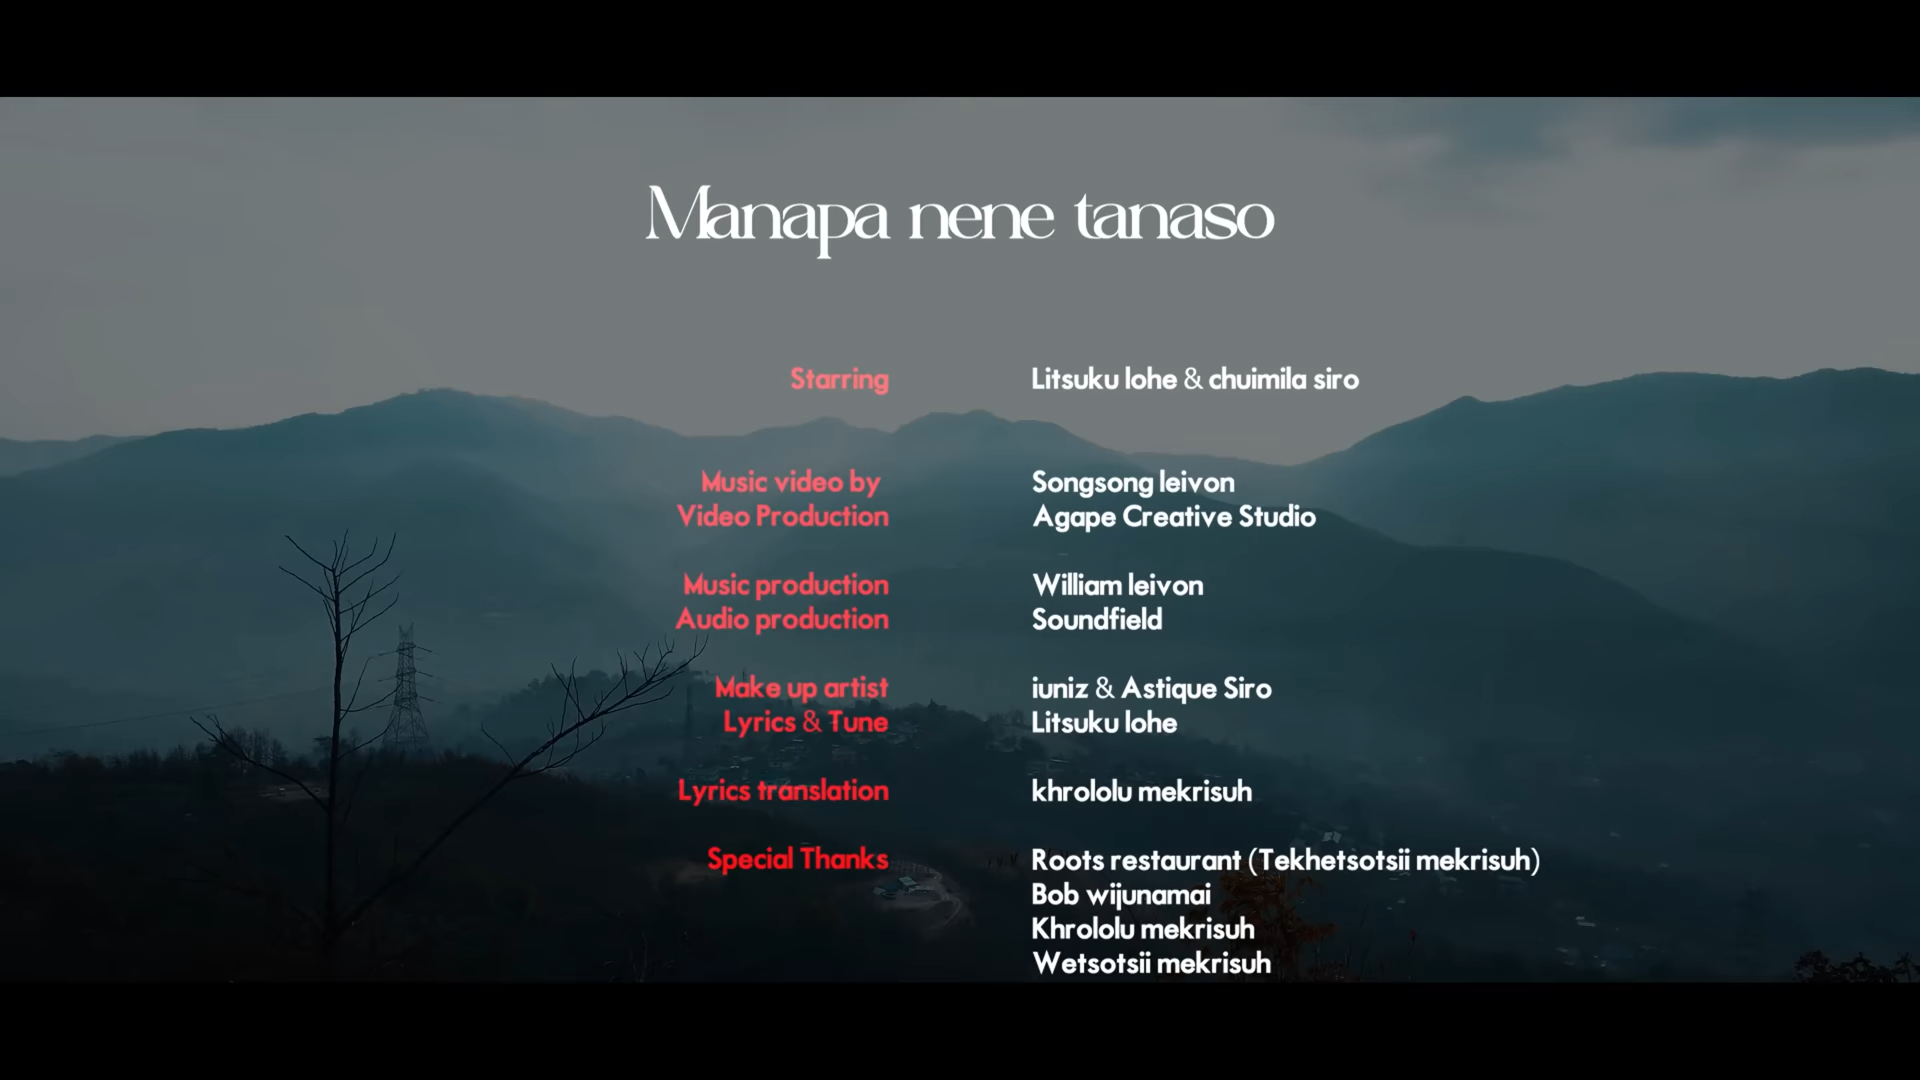 Manapa nene tanaso
Starring Litsuku lohe & chuimila siro
Music video by Songsong leivon
Video Production Agape Creative Studio
Music production William leivon
Audio production Soundfield
Make up artist iuniz & Astique Siro
Lyrics & Tune Litsuku lohe
Lyrics translation khrololu mekrisuh
Special Thanks Roots restaurant (Tekhetsotsii mekrisuh)
Bob wijunamai
Khrololu mekrisuh
Wetsotsii mekrisuh